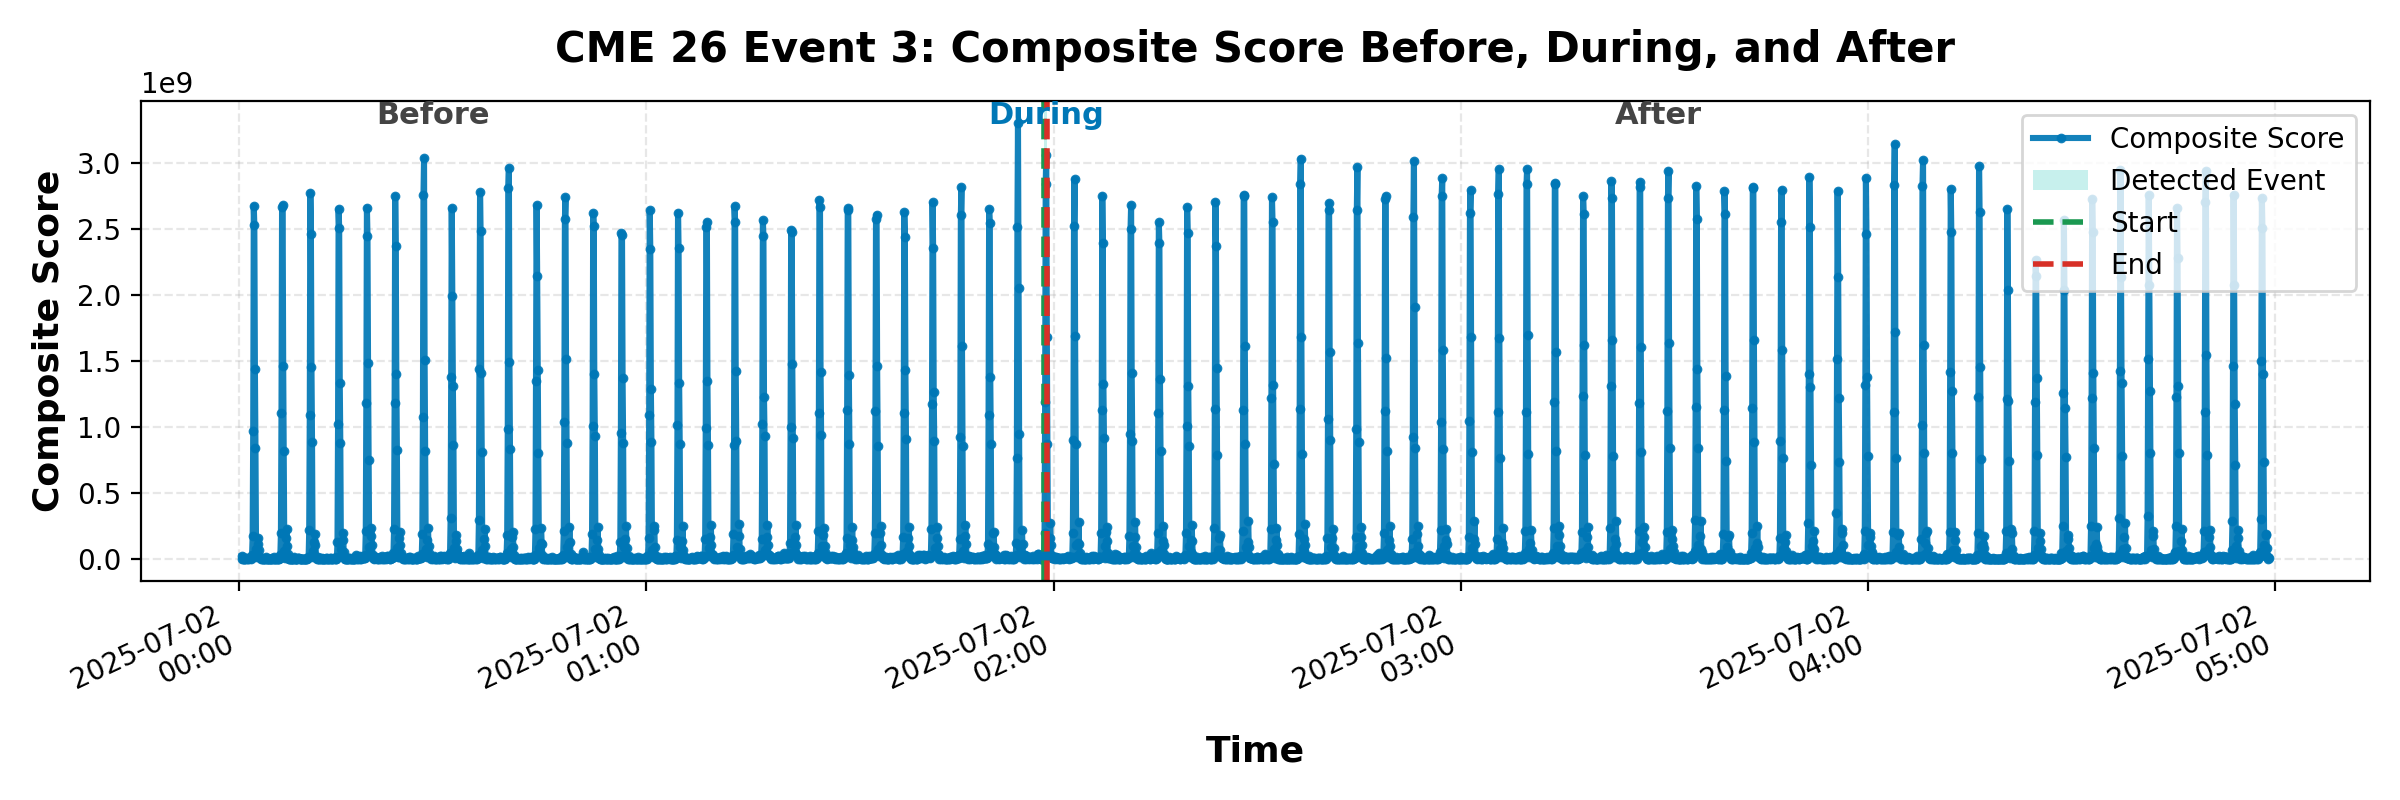 CME 26 Event 3: Composite Score Before, During, and After
1e9
Before
During
After
Composite Score
Detected Event
Start
End
Composite Score
3.0
2.5
2.0
1.5
1.0
0.5
0.0
2025-07-02
00:00
2025-07-02
01:00
2025-07-02
02:00
2025-07-02
03:00
2025-07-02
04:00
2025-07-02
05:00
Time